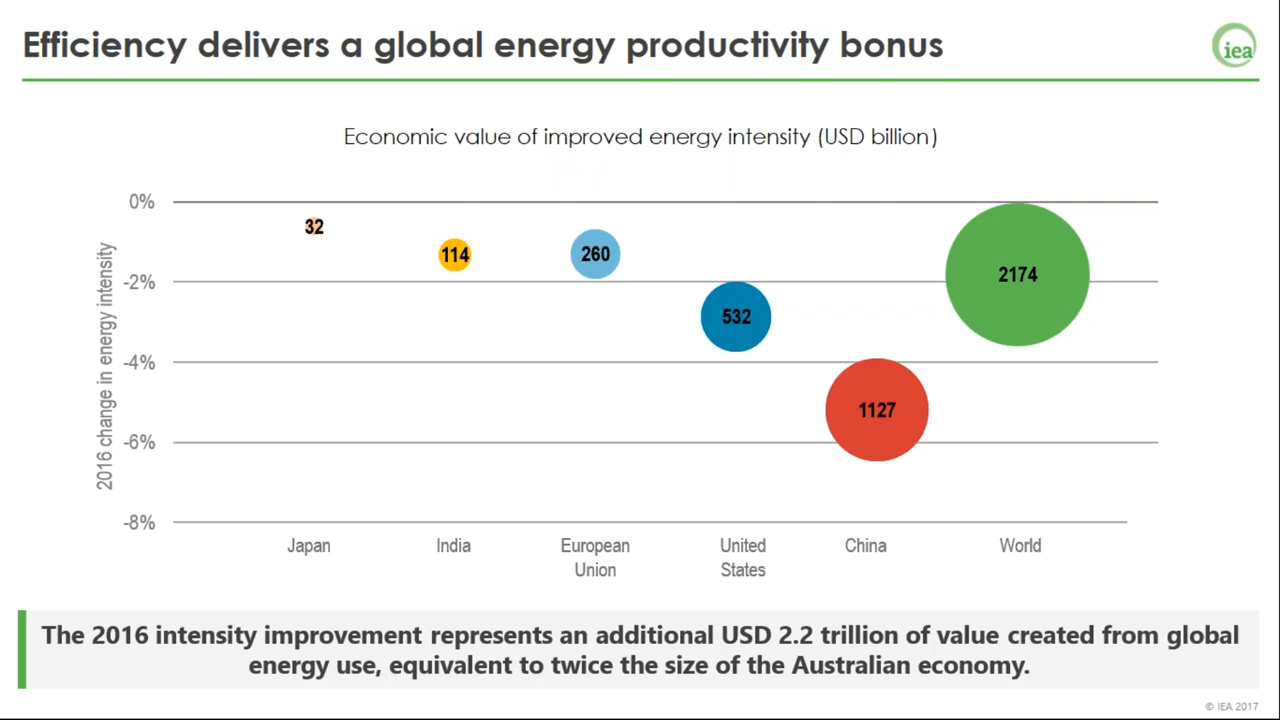 Efficiency delivers a global energy productivity bonus
iea
Economic value of improved energy intensity (USD billion)
2016 change in energy intensity
0%
-2%
-4%
-6%
-8%
32
114
260
532
1127
2174
Japan
India
European
Union
United
States
China
World
The 2016 intensity improvement represents an additional USD 2.2 trillion of value created from global
energy use, equivalent to twice the size of the Australian economy.
© IEA 2017